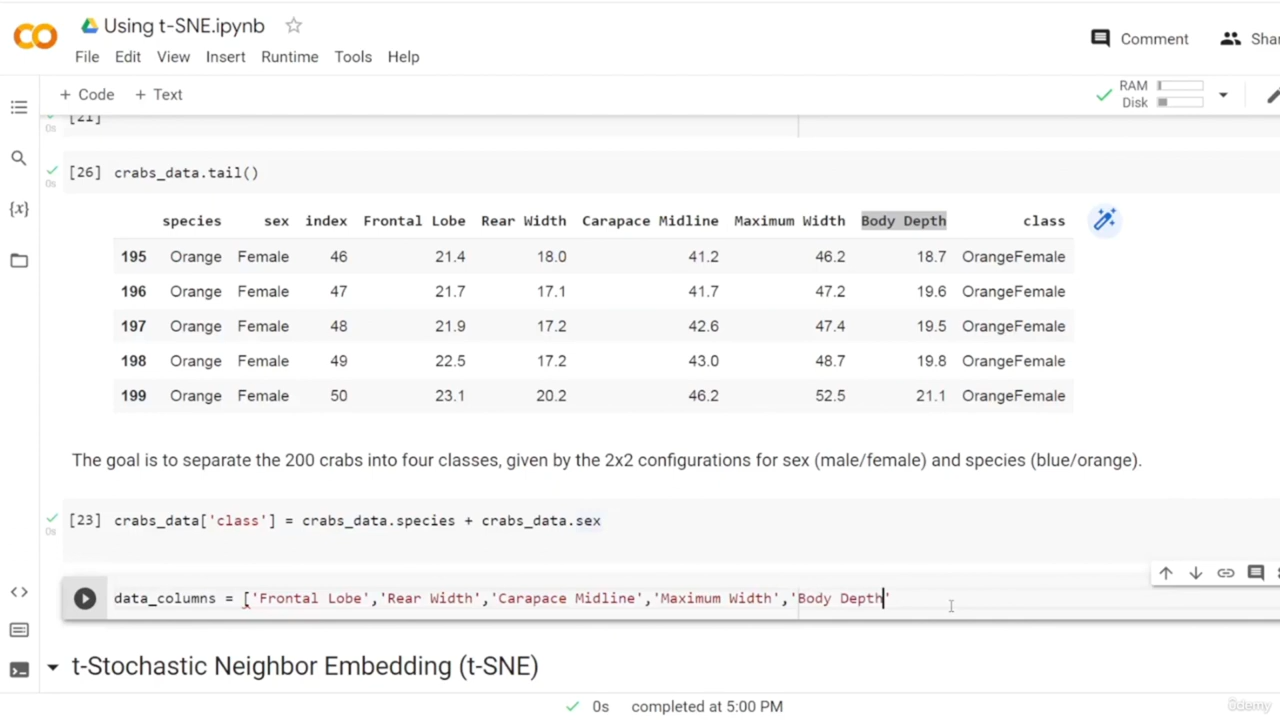 CO
Using t-SNE.ipynb
Comment
Shar
File Edit View Insert Runtime Tools Help
+ Code + Text
RAM
Disk
[21]
0s
[26] crabs_data.tail()
0s
species sex index Frontal Lobe Rear Width Carapace Midline Maximum Width Body Depth class
195 Orange Female 46 21.4 18.0 41.2 46.2 18.7 OrangeFemale
196 Orange Female 47 21.7 17.1 41.7 47.2 19.6 OrangeFemale
197 Orange Female 48 21.9 17.2 42.6 47.4 19.5 OrangeFemale
198 Orange Female 49 22.5 17.2 43.0 48.7 19.8 OrangeFemale
199 Orange Female 50 23.1 20.2 46.2 52.5 21.1 OrangeFemale
The goal is to separate the 200 crabs into four classes, given by the 2x2 configurations for sex (male/female) and species (blue/orange).
[23] crabs_data['class'] = crabs_data.species + crabs_data.sex
0s
data_columns = ['Frontal Lobe','Rear Width','Carapace Midline','Maximum Width','Body Depth'
t-Stochastic Neighbor Embedding (t-SNE)
0s completed at 5:00 PM
ûdemy